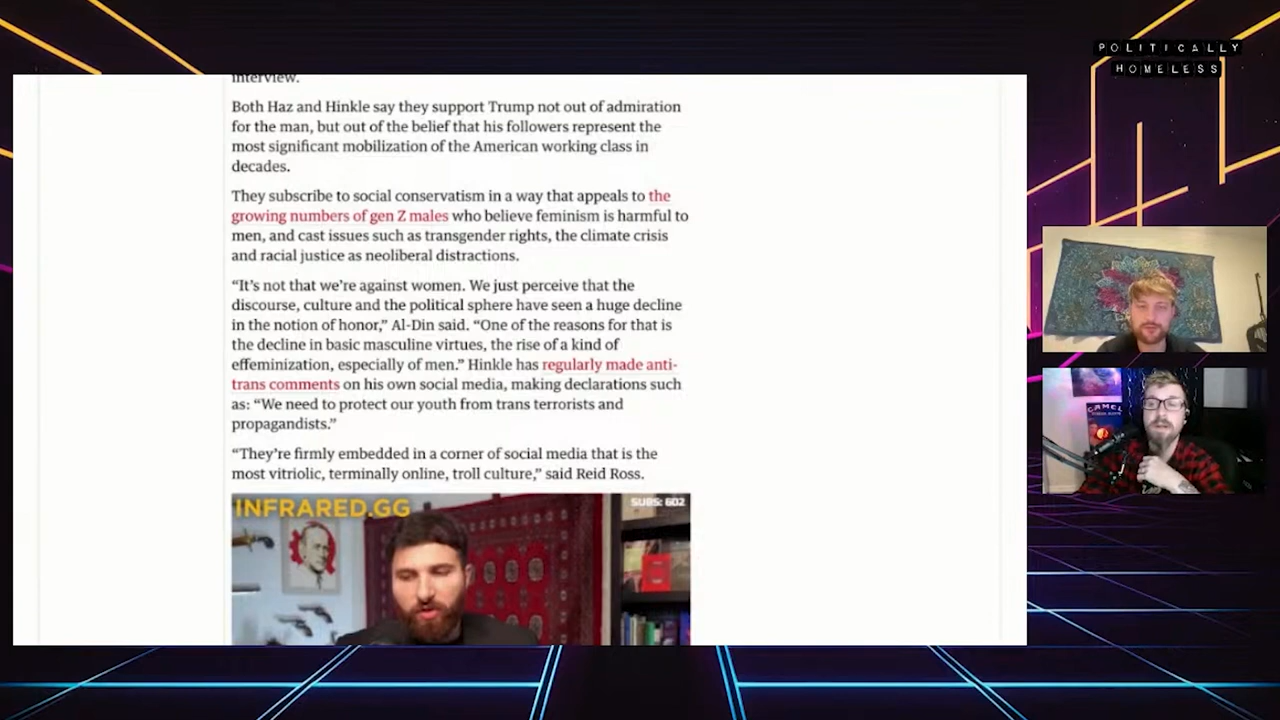 POLITICALLY
HOMELESS
interview.
Both Haz and Hinkle say they support Trump not out of admiration
for the man, but out of the belief that his followers represent the
most significant mobilization of the American working class in
decades.
They subscribe to social conservatism in a way that appeals to the
growing numbers of gen Z males who believe feminism is harmful to
men, and cast issues such as transgender rights, the climate crisis
and racial justice as neoliberal distractions.
“It’s not that we’re against women. We just perceive that the
discourse, culture and the political sphere have seen a huge decline
in the notion of honor,” Al-Din said. “One of the reasons for that is
the decline in basic masculine virtues, the rise of a kind of
effeminization, especially of men.” Hinkle has regularly made anti-
trans comments on his own social media, making declarations such
as: “We need to protect our youth from trans terrorists and
propagandists.”
“They’re firmly embedded in a corner of social media that is the
most vitriolic, terminally online, troll culture,” said Reid Ross.
INFRARED.GG
SUBS: 602
CAMEL